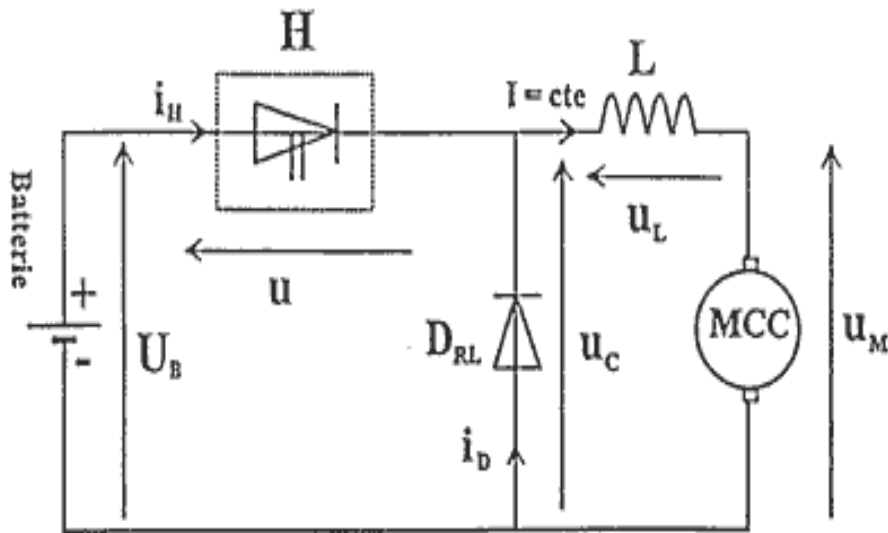 H
L
i_H
I = cte
Batterie
u_L
u
+
-
U_B
D_RL
u_C
MCC
u_M
i_D